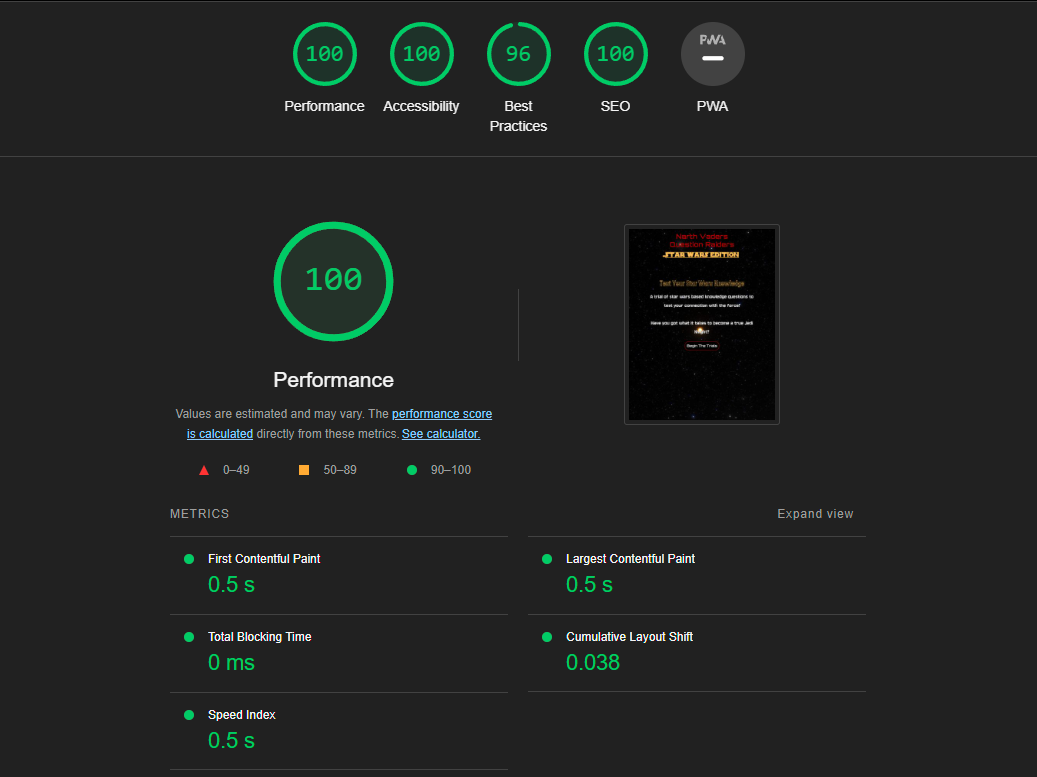 100
100
96
100
PWA
Performance
Accessibility
Best
Practices
SEO
PWA
100
Performance
Values are estimated and may vary. The performance score
is calculated directly from these metrics. See calculator.
0–49
50–89
90–100
Narth Vaders
Question Raiders
STAR WARS EDITION
Test Your Star Wars Knowledge
A trial of star wars based knowledge questions to
test your connection with the force!
Have you got what it takes to become a true Jedi
Begin The Trials
METRICS
Expand view
First Contentful Paint
0.5 s
Largest Contentful Paint
0.5 s
Total Blocking Time
0 ms
Cumulative Layout Shift
0.038
Speed Index
0.5 s